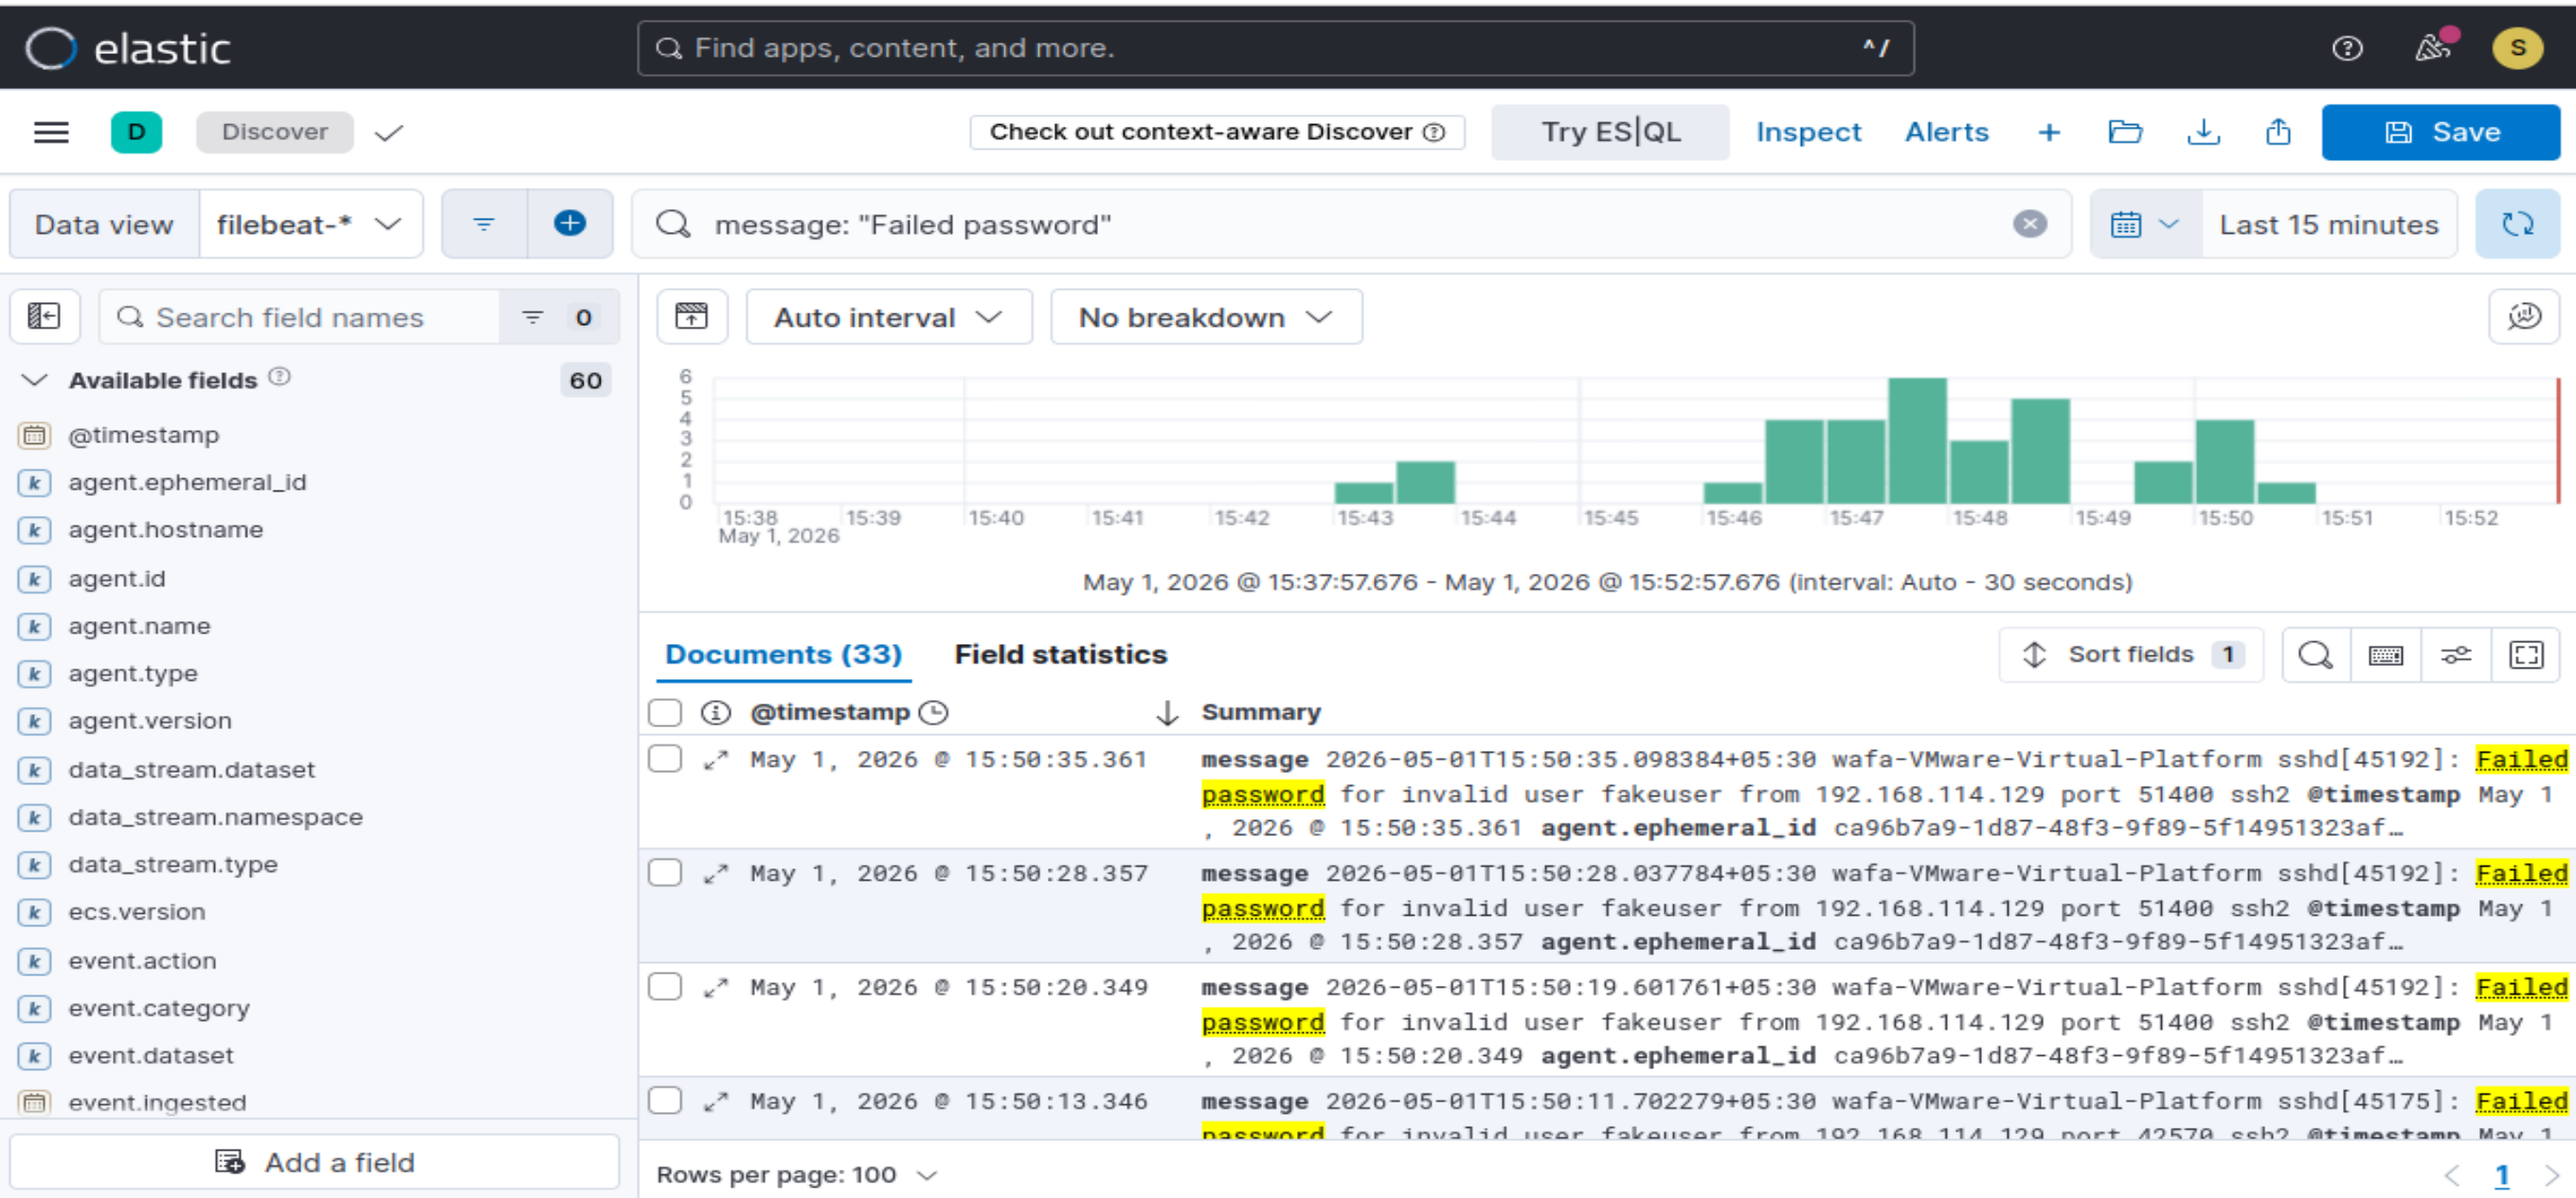 elastic
Find apps, content, and more.
^/
S
D
Discover
Check out context-aware Discover
Try ES|QL
Inspect
Alerts
Save
Data view
filebeat-*
message: "Failed password"
Last 15 minutes
Search field names
0
Auto interval
No breakdown
Available fields
60
@timestamp
k agent.ephemeral_id
k agent.hostname
k agent.id
k agent.name
k agent.type
k agent.version
k data_stream.dataset
k data_stream.namespace
k data_stream.type
k ecs.version
k event.action
k event.category
k event.dataset
event.ingested
Add a field
6
5
4
3
2
1
0
15:38 15:39 15:40 15:41 15:42 15:43 15:44 15:45 15:46 15:47 15:48 15:49 15:50 15:51 15:52
May 1, 2026
May 1, 2026 @ 15:37:57.676 - May 1, 2026 @ 15:52:57.676 (interval: Auto - 30 seconds)
Documents (33)
Field statistics
Sort fields 1
@timestamp
Summary
May 1, 2026 @ 15:50:35.361
message 2026-05-01T15:50:35.098384+05:30 wafa-VMware-Virtual-Platform sshd[45192]: Failed
password for invalid user fakeuser from 192.168.114.129 port 51400 ssh2 @timestamp May 1
, 2026 @ 15:50:35.361 agent.ephemeral_id ca96b7a9-1d87-48f3-9f89-5f14951323af…
May 1, 2026 @ 15:50:28.357
message 2026-05-01T15:50:28.037784+05:30 wafa-VMware-Virtual-Platform sshd[45192]: Failed
password for invalid user fakeuser from 192.168.114.129 port 51400 ssh2 @timestamp May 1
, 2026 @ 15:50:28.357 agent.ephemeral_id ca96b7a9-1d87-48f3-9f89-5f14951323af…
May 1, 2026 @ 15:50:20.349
message 2026-05-01T15:50:19.601761+05:30 wafa-VMware-Virtual-Platform sshd[45192]: Failed
password for invalid user fakeuser from 192.168.114.129 port 51400 ssh2 @timestamp May 1
, 2026 @ 15:50:20.349 agent.ephemeral_id ca96b7a9-1d87-48f3-9f89-5f14951323af…
May 1, 2026 @ 15:50:13.346
message 2026-05-01T15:50:11.702279+05:30 wafa-VMware-Virtual-Platform sshd[45175]: Failed
password for invalid user fakeuser from 192.168.114.129 port 42570 ssh2 @timestamp May 1
Rows per page: 100
1